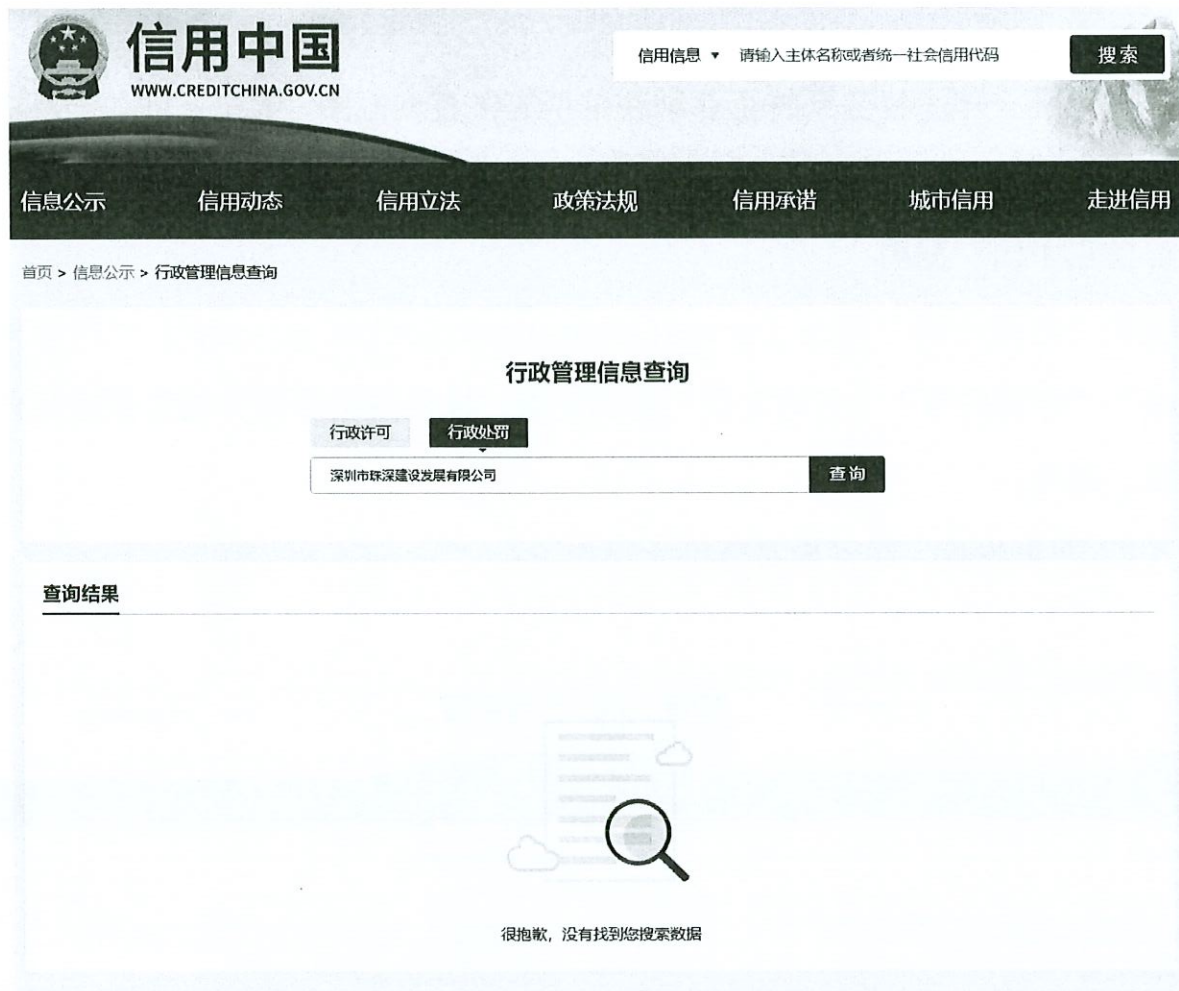 信用中国
WWW.CREDITCHINA.GOV.CN
信用信息 ▼ 请输入主体名称或者统一社会信用代码 搜索
信息公示 信用动态 信用立法 政策法规 信用承诺 城市信用 走进信用
首页 > 信息公示 > 行政管理信息查询
行政管理信息查询
行政许可 行政处罚
深圳市珠深建设发展有限公司 查询
查询结果
很抱歉，没有找到您搜索数据